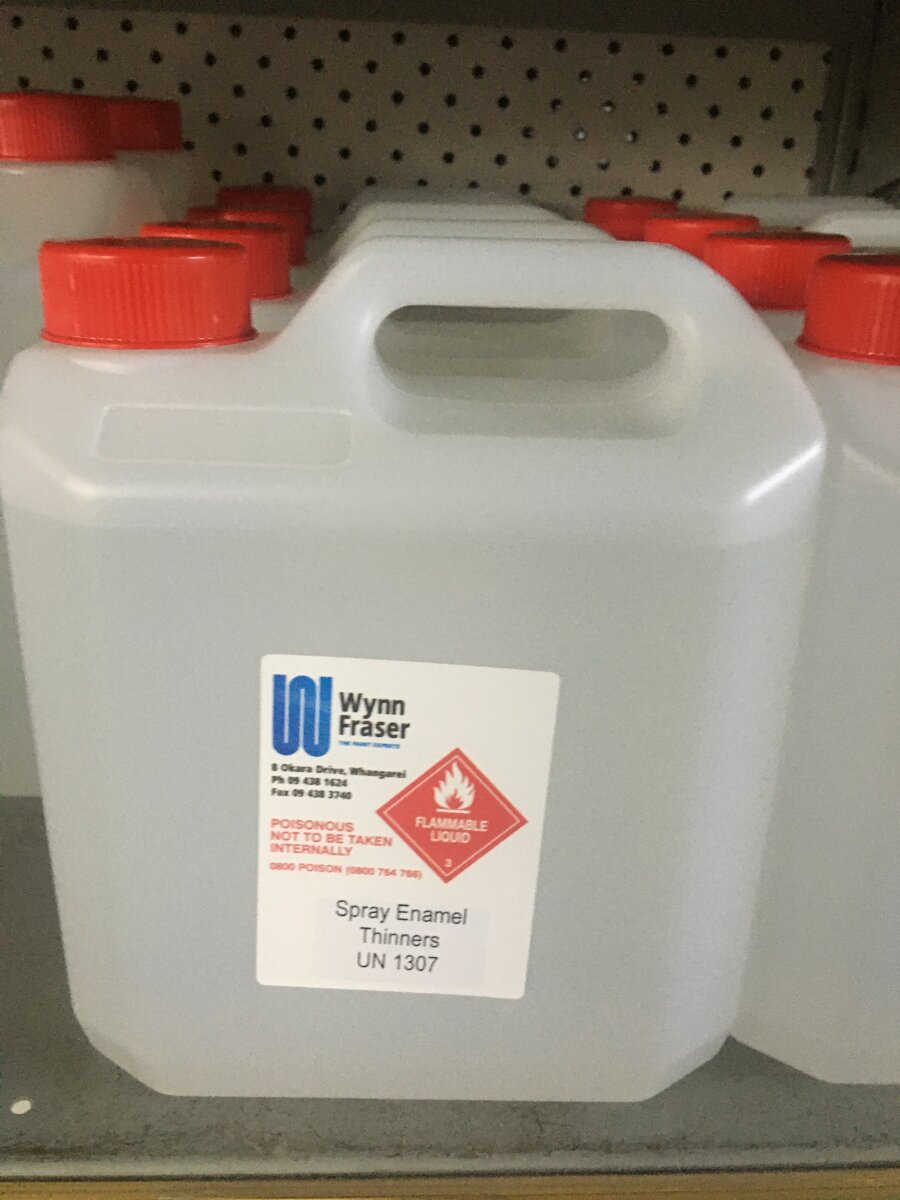 Wynn
Fraser
THE PAINT EXPERTS
8 Okara Drive, Whangarei
Ph 09 438 1624
Fax 09 438 3740
POISONOUS
NOT TO BE TAKEN
INTERNALLY
0800 POISON (0800 764 766)
FLAMMABLE
LIQUID
3
Spray Enamel
Thinners
UN 1307